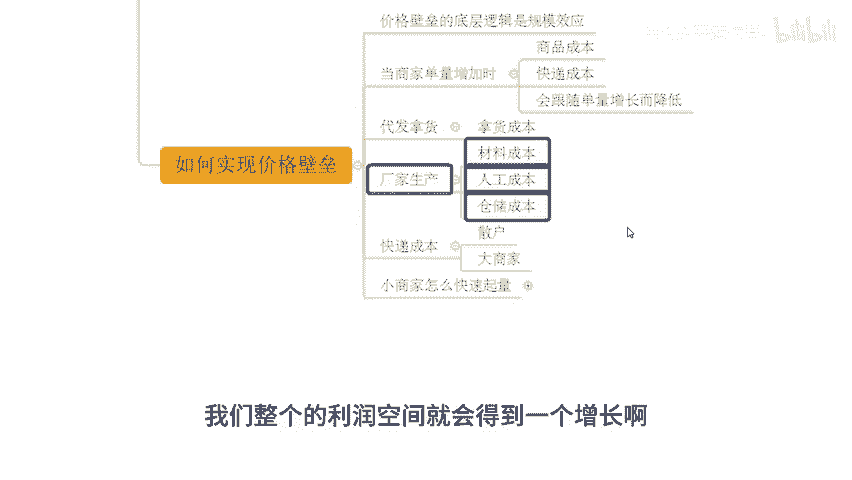 价格壁垒的底层逻辑是规模效应
商品成本
当商家单量增加时
快递成本
会跟随单量增长而降低
代发拿货
拿货成本
材料成本
如何实现价格壁垒
厂家生产
人工成本
仓储成本
散户
快递成本
大商家
小商家怎么快速起量
我们整个的利润空间就会得到一个增长啊
bilibili